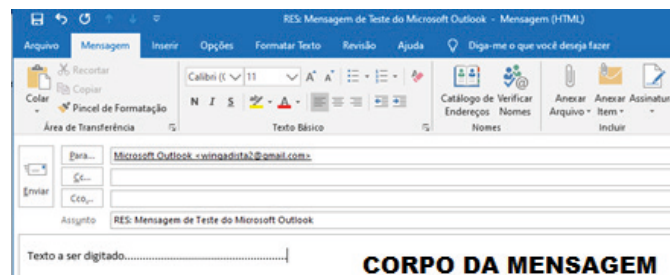 RES: Mensagem de Teste do Microsoft Outlook - Mensagem (HTML)
Arquivo Mensagem Inserir Opções Formatar Texto Revisão Ajuda Diga-me o que você deseja fazer
Colar
Recortar
Copiar
Pincel de Formatação
Área de Transferência
Calibri (C 11 A A
N I S A
Texto Básico
Catálogo de Endereços
Verificar Nomes
Nomes
Anexar Arquivo
Anexar Item
Assinatur
Incluir
Enviar
Para... Microsoft Outlook <wingadista2@gmail.com>
Cc...
Cco...
Assunto RES: Mensagem de Teste do Microsoft Outlook
Texto a ser digitado......................................................
CORPO DA MENSAGEM